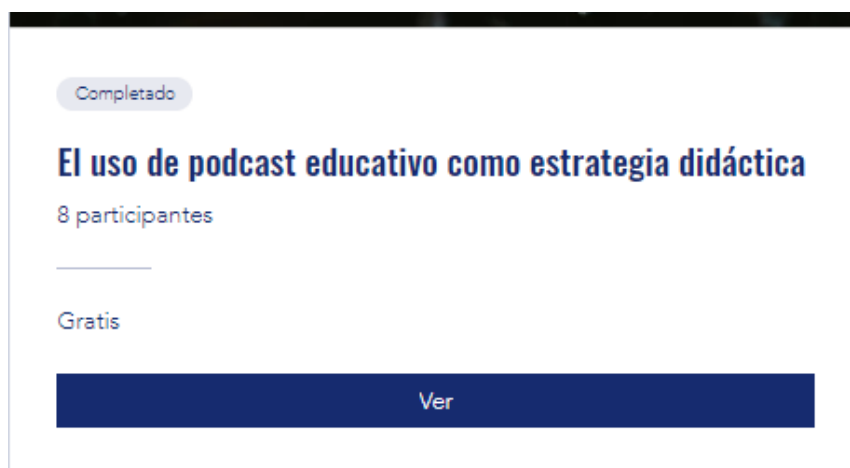 Completado
El uso de podcast educativo como estrategia didáctica
8 participantes
Gratis
Ver